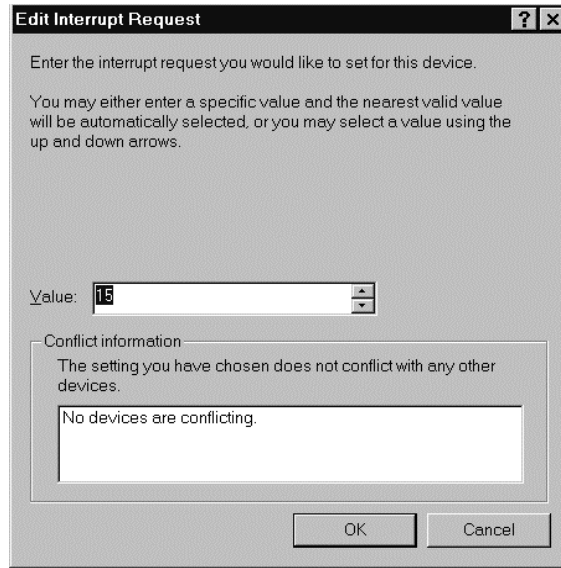 Edit Interrupt Request
Enter the interrupt request you would like to set for this device.
You may either enter a specific value and the nearest valid value
will be automatically selected, or you may select a value using the
up and down arrows.
Value: 15
Conflict information
The setting you have chosen does not conflict with any other
devices.
No devices are conflicting.
OK Cancel